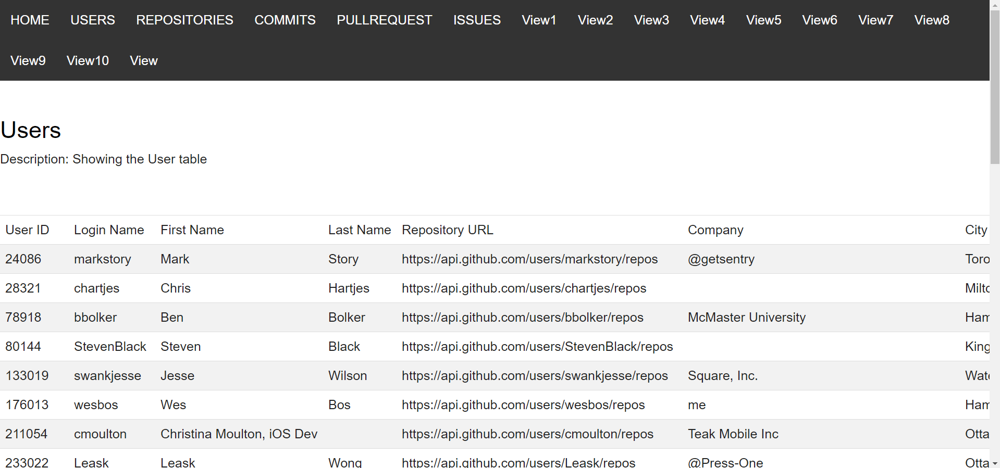 HOME USERS REPOSITORIES COMMITS PULLREQUEST ISSUES View1 View2 View3 View4 View5 View6 View7 View8
View9 View10 View
Users
Description: Showing the User table
User ID Login Name First Name Last Name Repository URL Company City
24086 markstory Mark Story https://api.github.com/users/markstory/repos @getsentry Toro
28321 chartjes Chris Hartjes https://api.github.com/users/chartjes/repos Milto
78918 bbolker Ben Bolker https://api.github.com/users/bbolker/repos McMaster University Ham
80144 StevenBlack Steven Black https://api.github.com/users/StevenBlack/repos King
133019 swankjesse Jesse Wilson https://api.github.com/users/swankjesse/repos Square, Inc. Wate
176013 wesbos Wes Bos https://api.github.com/users/wesbos/repos me Ham
211054 cmoulton Christina Moulton, iOS Dev https://api.github.com/users/cmoulton/repos Teak Mobile Inc Otta
233022 Leask Leask Wong https://api.github.com/users/Leask/repos @Press-One Otta